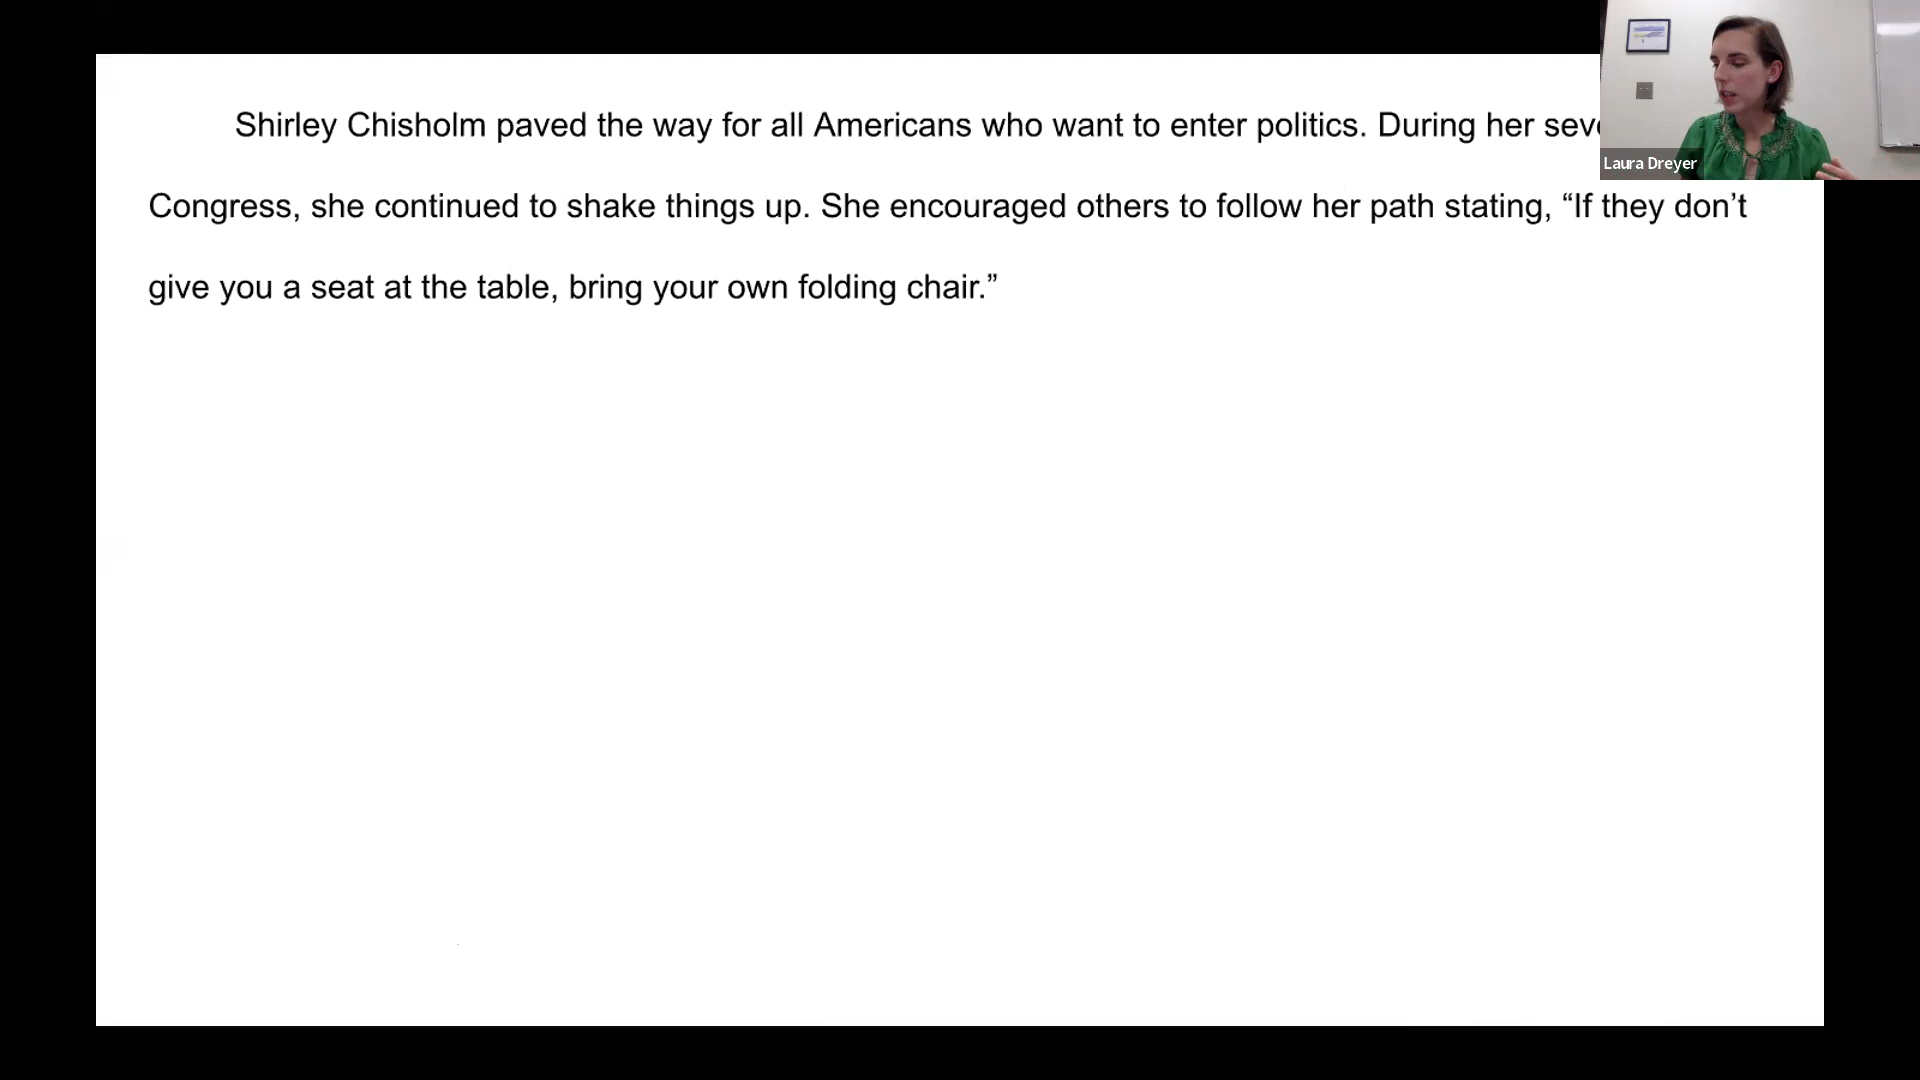 Shirley Chisholm paved the way for all Americans who want to enter politics. During her
Congress, she continued to shake things up. She encouraged others to follow her path stating, “If they don’t
give you a seat at the table, bring your own folding chair.”
Laura Dreyer